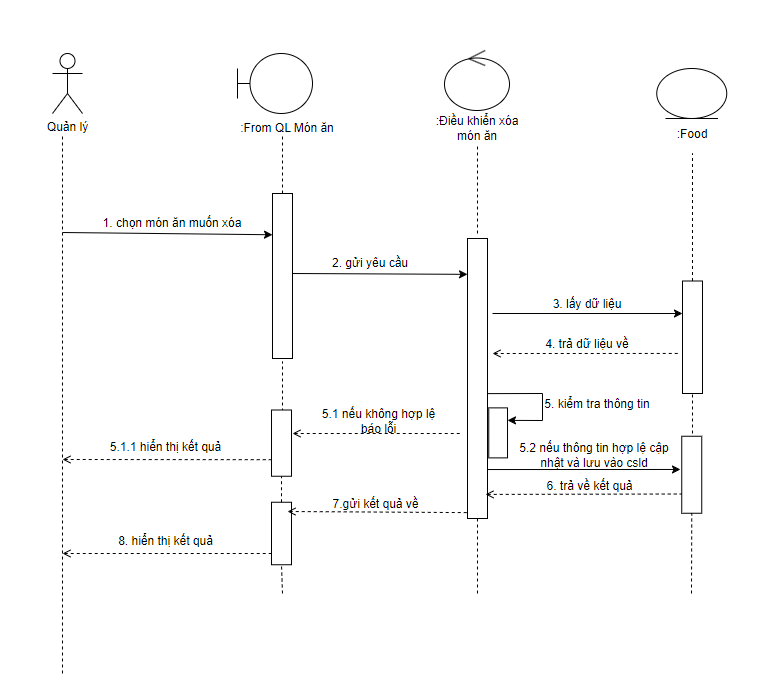 Quản lý
:From QL Món ăn
:Điều khiển xóa
món ăn
:Food
1. chọn món ăn muốn xóa
2. gửi yêu cầu
3. lấy dữ liệu
4. trả dữ liệu về
5. kiểm tra thông tin
5.1 nếu không hợp lệ
báo lỗi
5.1.1 hiển thị kết quả
5.2 nếu thông tin hợp lệ cập
nhật và lưu vào csld
6. trả về kết quả
7.gửi kết quả về
8. hiển thị kết quả